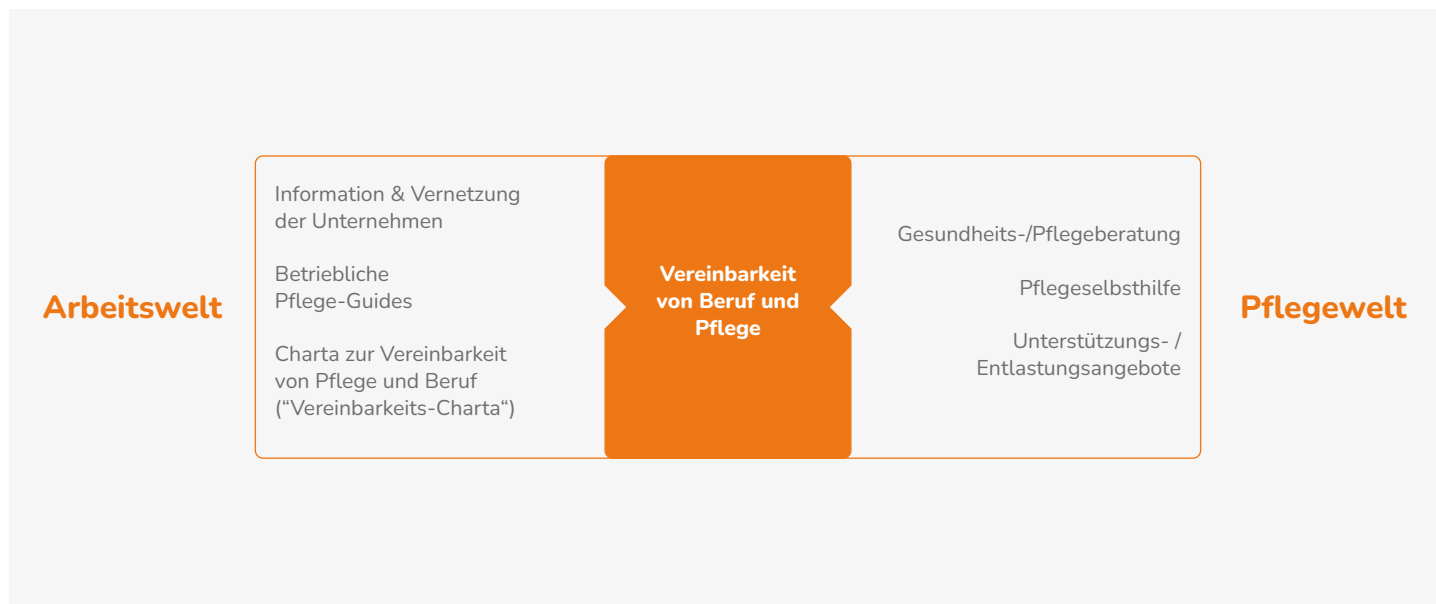 Arbeitswelt
Information & Vernetzung
der Unternehmen
Betriebliche
Pflege-Guides
Charta zur Vereinbarkeit
von Pflege und Beruf
(“Vereinbarkeits-Charta“)
Vereinbarkeit
von Beruf und
Pflege
Gesundheits-/Pflegeberatung
Pflegeselbsthilfe
Unterstützungs- /
Entlastungsangebote
Pflegewelt